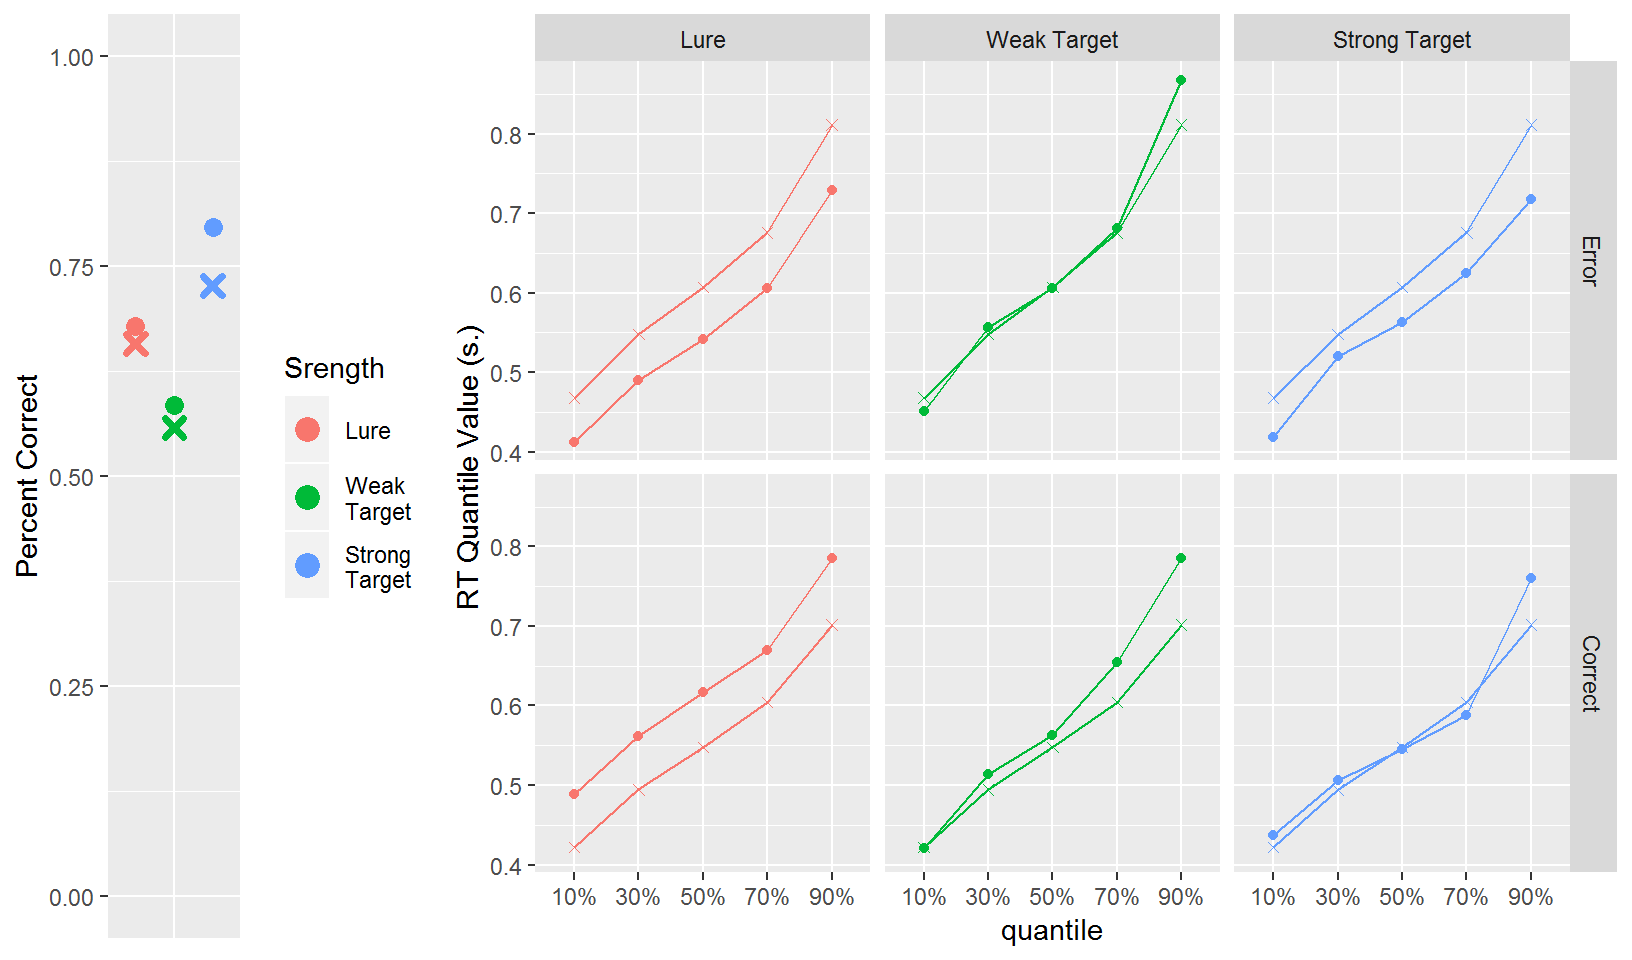 Percent Correct
1.00
0.75
0.50
0.25
0.00
Srength
Lure
Weak
Target
Strong
Target
RT Quantile Value (s.)
Lure
Weak Target
Strong Target
0.8
0.7
0.6
0.5
0.4
Error
0.8
0.7
0.6
0.5
0.4
Correct
10% 30% 50% 70% 90%
10% 30% 50% 70% 90%
10% 30% 50% 70% 90%
quantile